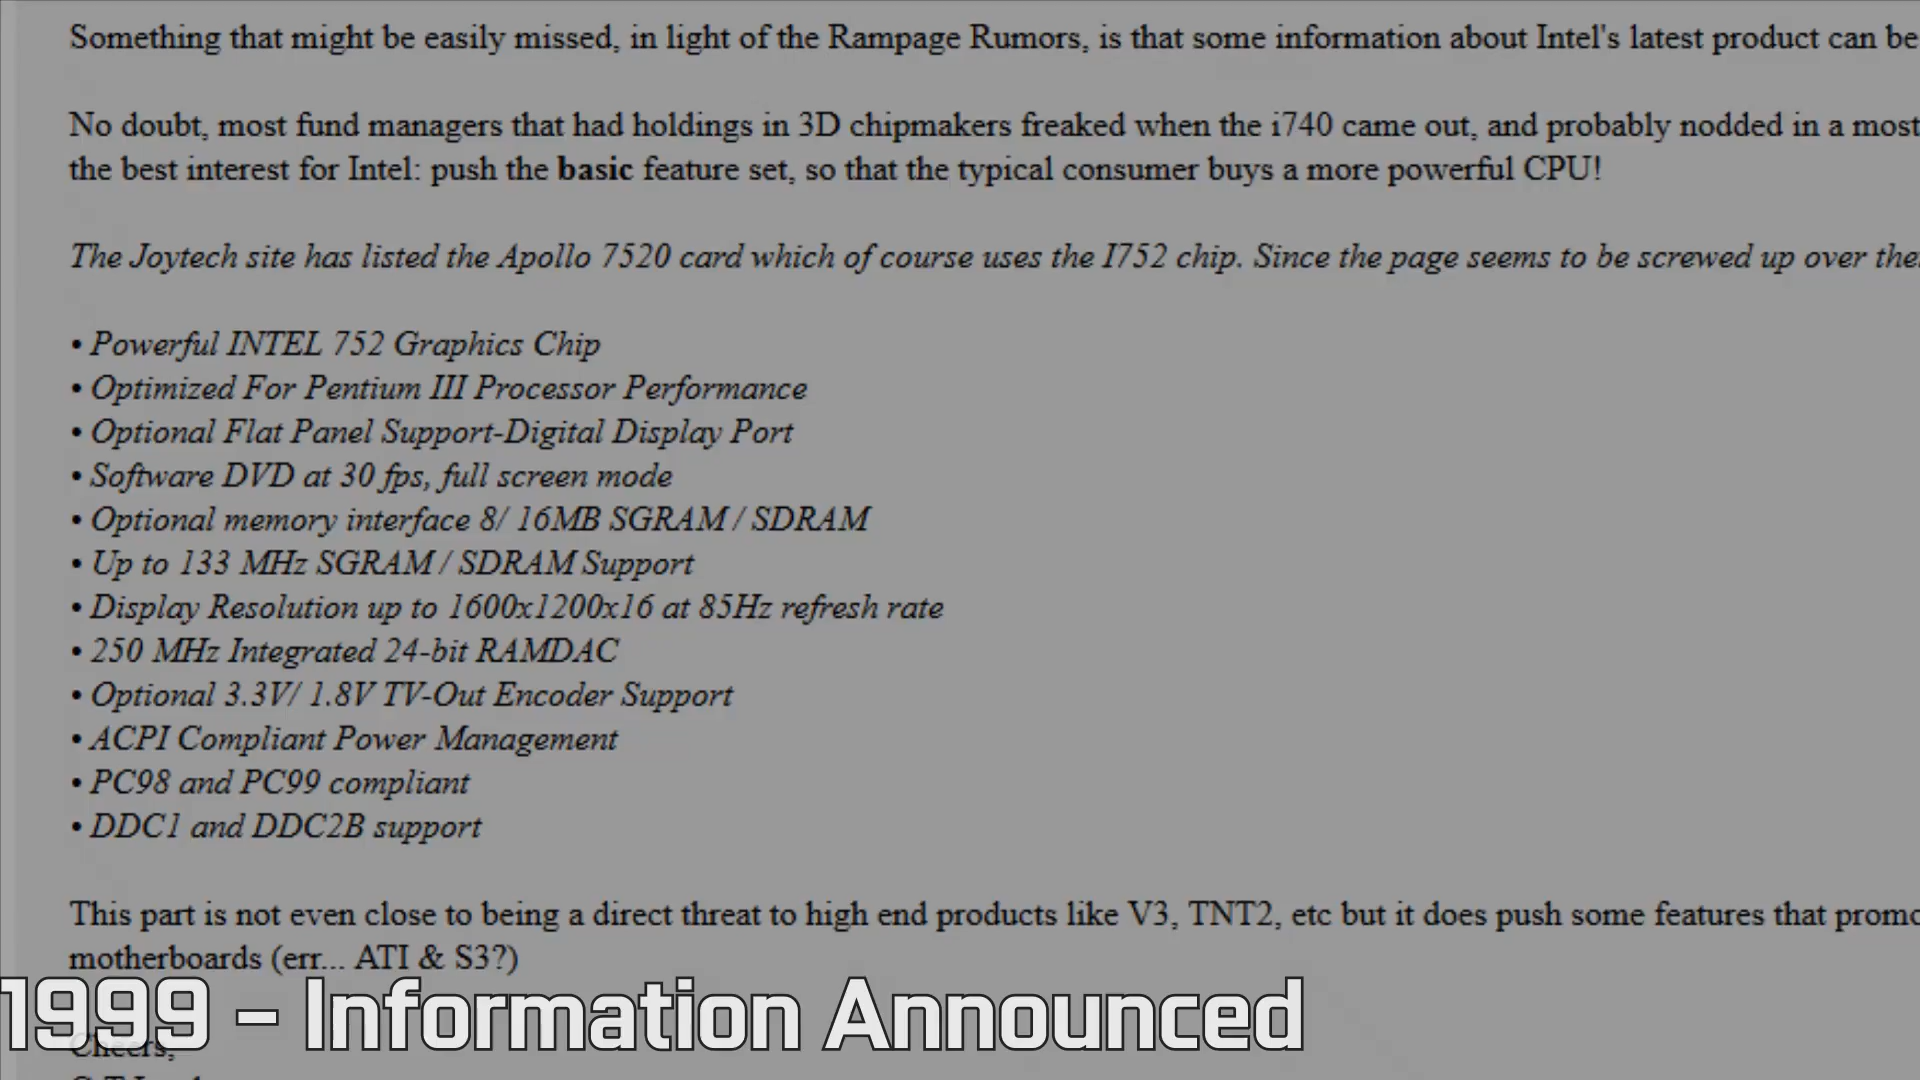 Something that might be easily missed, in light of the Rampage Rumors, is that some information about Intel's latest product can be
No doubt, most fund managers that had holdings in 3D chipmakers freaked when the i740 came out, and probably nodded in a most
the best interest for Intel: push the basic feature set, so that the typical consumer buys a more powerful CPU!
The Joytech site has listed the Apollo 7520 card which of course uses the I752 chip. Since the page seems to be screwed up over
• Powerful INTEL 752 Graphics Chip
• Optimized For Pentium III Processor Performance
• Optional Flat Panel Support-Digital Display Port
• Software DVD at 30 fps, full screen mode
• Optional memory interface 8/ 16MB SGRAM / SDRAM
• Up to 133 MHz SGRAM / SDRAM Support
• Display Resolution up to 1600x1200x16 at 85Hz refresh rate
• 250 MHz Integrated 24-bit RAMDAC
• Optional 3.3V/ 1.8V TV-Out Encoder Support
• ACPI Compliant Power Management
• PC98 and PC99 compliant
• DDC1 and DDC2B support
This part is not even close to being a direct threat to high end products like V3, TNT2, etc but it does push some features that
motherboards (err... ATI & S3?)
1999 – Information Announced
Cheers,